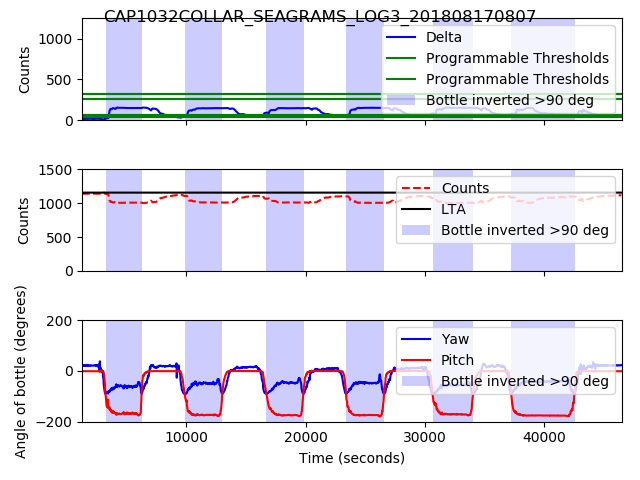 CAP1032COLLAR_SEAGRAMS_LOG3_201808170807
Counts
1000
500
0
Delta
Programmable Thresholds
Programmable Thresholds
Bottle inverted >90 deg
Counts
1500
1000
500
0
Counts
LTA
Bottle inverted >90 deg
Angle of bottle (degrees)
200
0
−200
Yaw
Pitch
Bottle inverted >90 deg
10000 20000 30000 40000
Time (seconds)